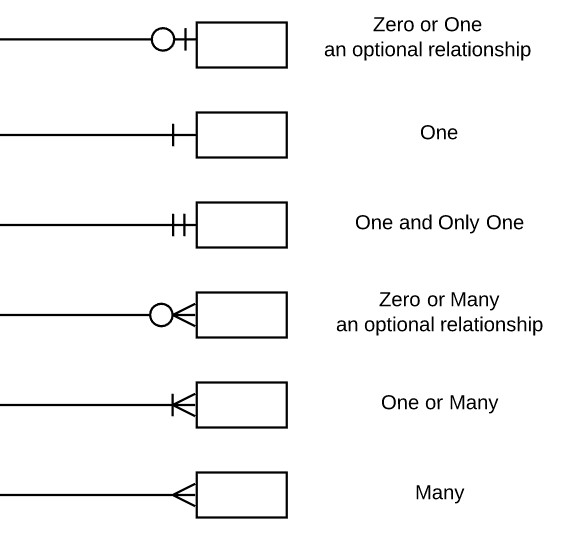 Zero or One
an optional relationship
One
One and Only One
Zero or Many
an optional relationship
One or Many
Many